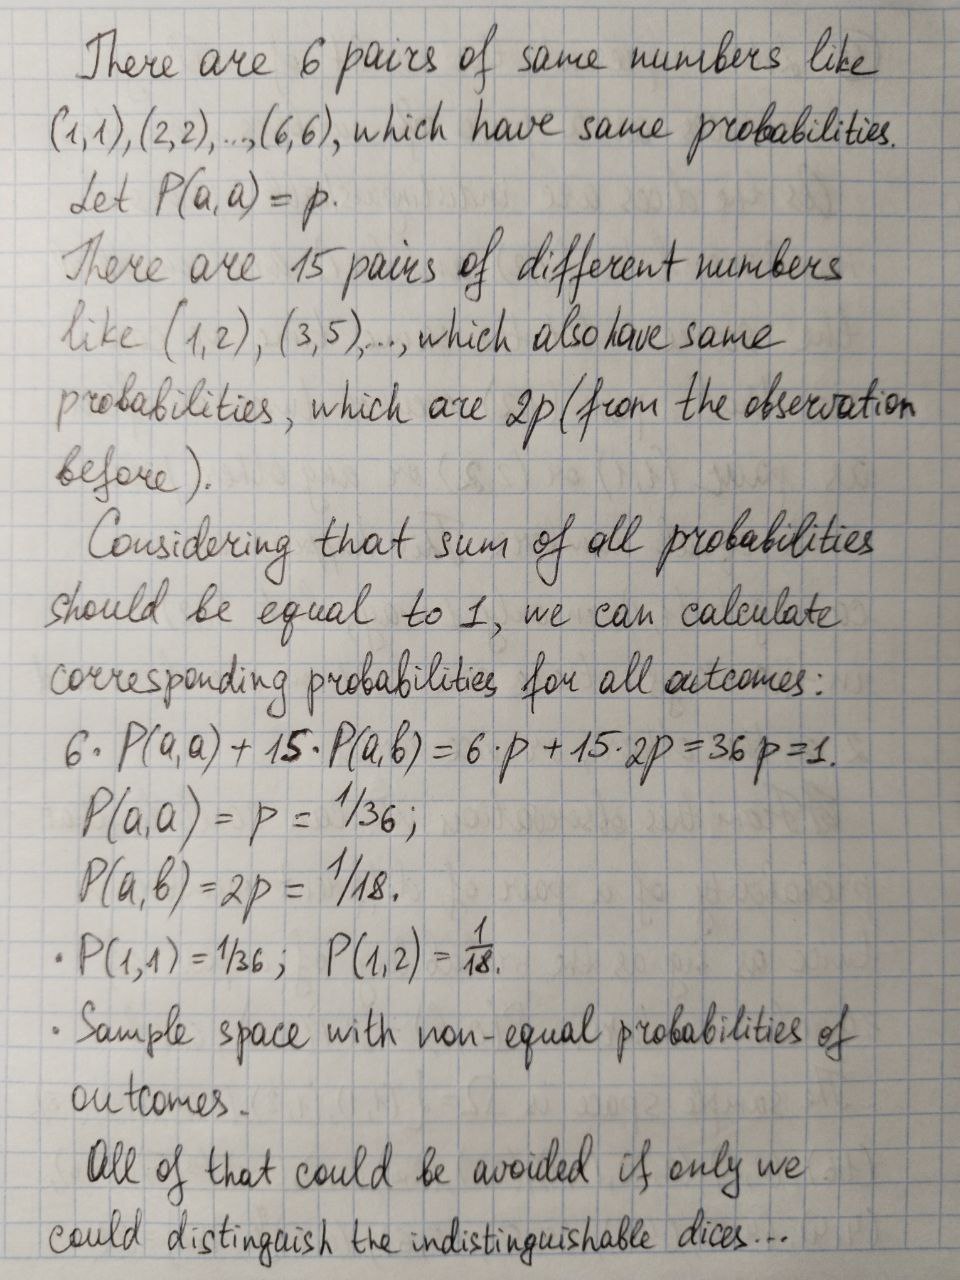 There are 6 pairs of same numbers like
(1,1),(2,2),...,(6,6), which have same probabilities.
Let P(a,a) = p.
There are 15 pairs of different numbers
like (1,2), (3,5),..., which also have same
probabilities, which are 2p (from the observation
before).
Considering that sum of all probabilities
should be equal to 1, we can calculate
corresponding probabilities for all outcomes:
6·P(a,a) + 15·P(a,b) = 6·p + 15·2p = 36p = 1.
P(a,a) = p = 1/36;
P(a,b) = 2p = 1/18.
· P(1,1) = 1/36; P(1,2) = 1/18.
· Sample space with non-equal probabilities of
outcomes.
All of that could be avoided if only we
could distinguish the indistinguishable dices...